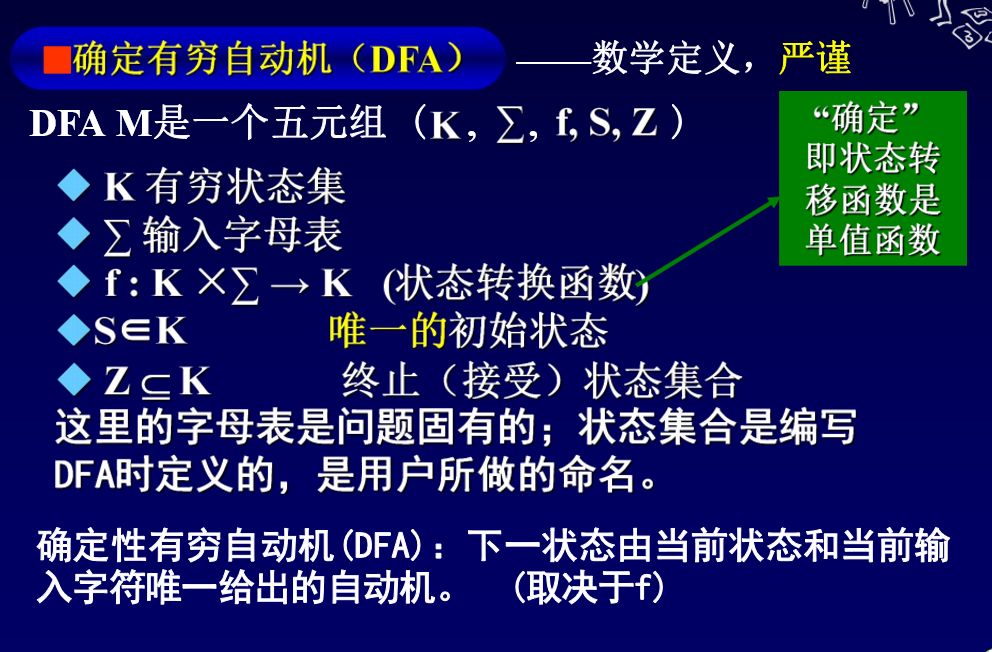 ■确定有穷自动机（DFA） ——数学定义，严谨
DFA M是一个五元组（K, ∑, f, S, Z）
“确定”
即状态转
移函数是
单值函数
◆ K 有穷状态集
◆ ∑ 输入字母表
◆ f : K ×∑ → K (状态转换函数)
◆S∈K 唯一的初始状态
◆ Z ⊆ K 终止（接受）状态集合
这里的字母表是问题固有的；状态集合是编写
DFA时定义的，是用户所做的命名。
确定性有穷自动机(DFA)：下一状态由当前状态和当前输
入字符唯一给出的自动机。 (取决于f)